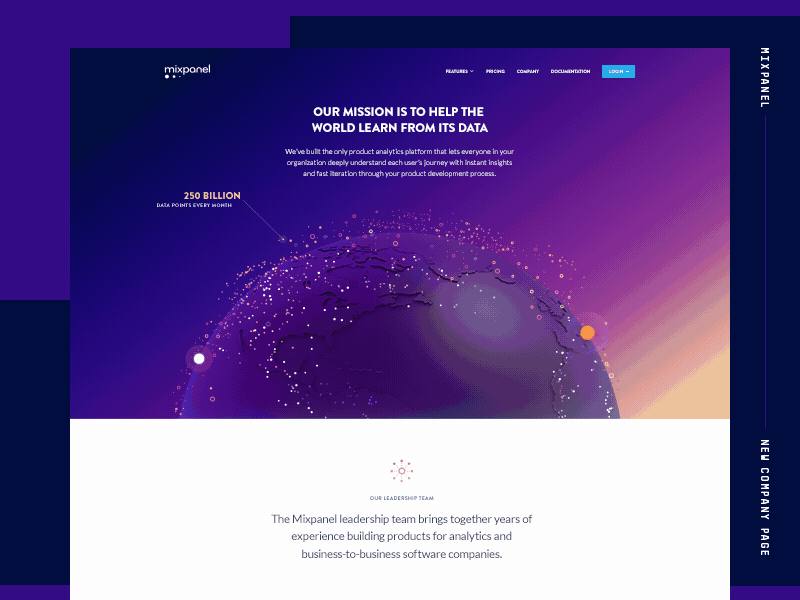 mixpanel
FEATURES
PRICING
COMPANY
DOCUMENTATION
LOGIN →
OUR MISSION IS TO HELP THE
WORLD LEARN FROM ITS DATA
We've built the only product analytics platform that lets everyone in your
organization deeply understand each user's journey with instant insights
and fast iteration through your product development process.
250 BILLION
DATA POINTS EVERY MONTH
OUR LEADERSHIP TEAM
The Mixpanel leadership team brings together years of
experience building products for analytics and
business-to-business software companies.
MIXPANEL
NEW COMPANY PAGE